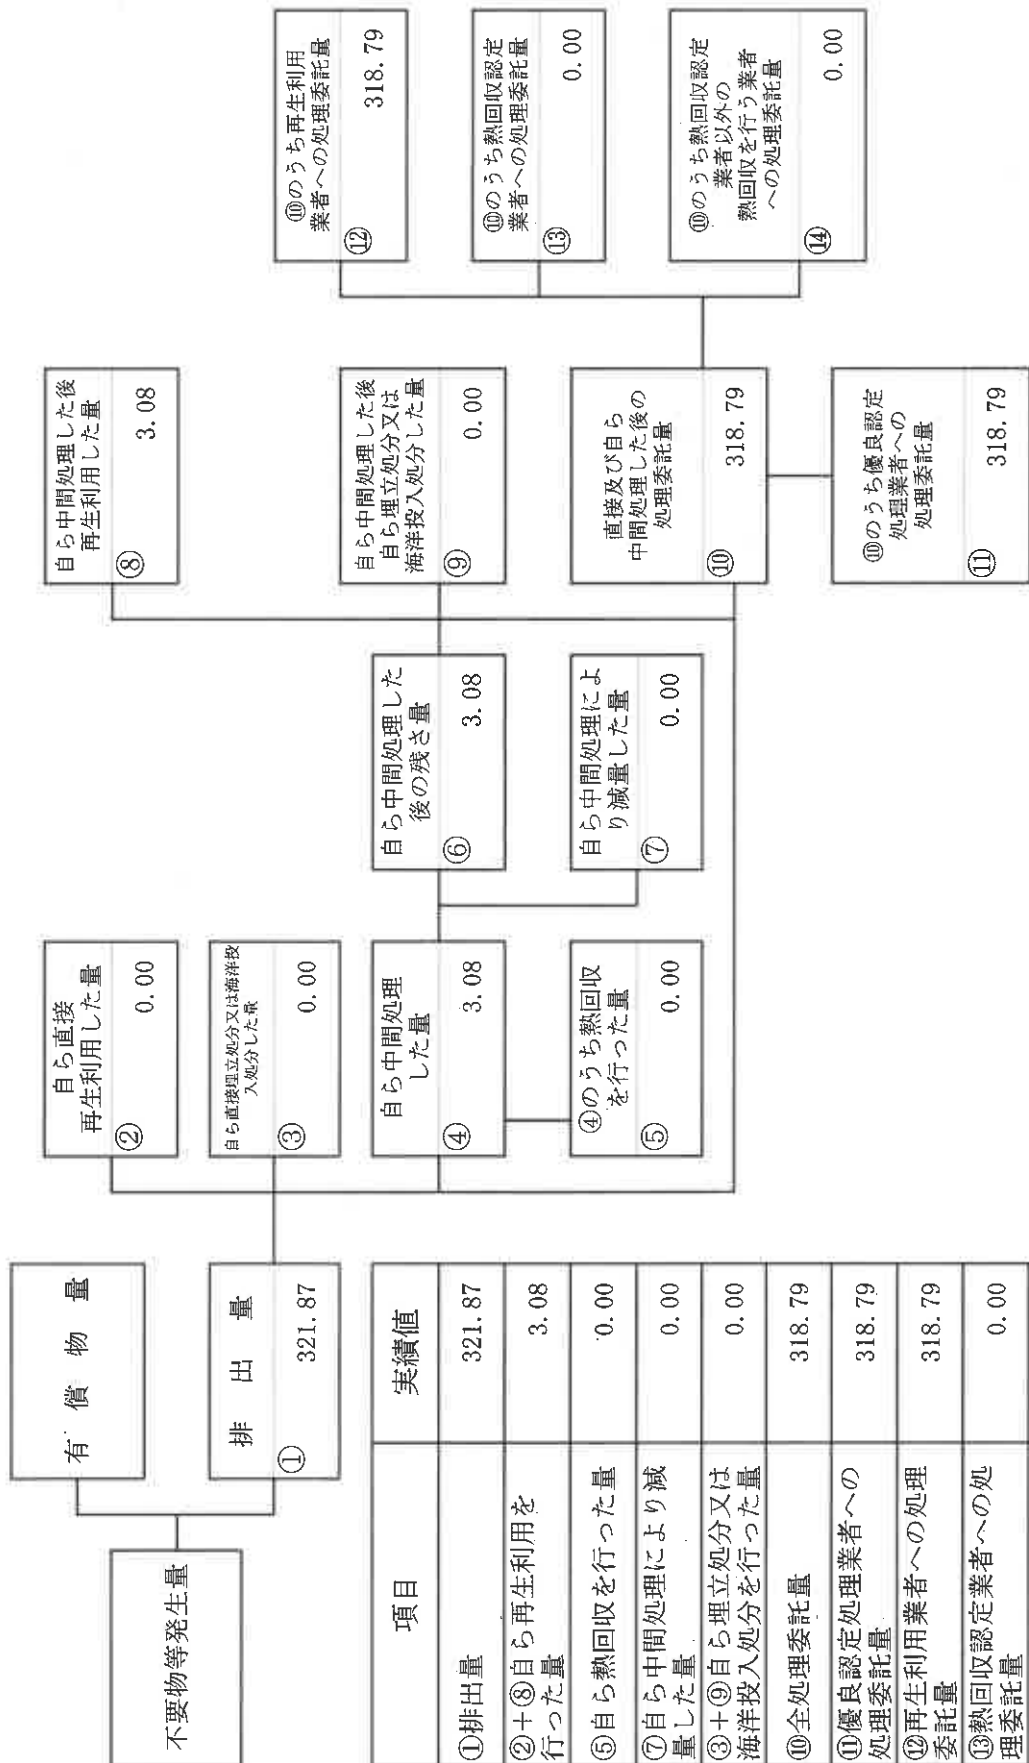 不要物等発生量
有償物量
排出量
①
321.87
自ら直接
再生利用した量
②
0.00
自ら直接埋立処分又は海洋投
入処分した量
③
0.00
自ら中間処理
した量
④
3.08
④のうち熱回収
を行った量
⑤
0.00
自ら中間処理した
後の残さ量
⑥
3.08
自ら中間処理によ
り減量した量
⑦
0.00
自ら中間処理した後
再生利用した量
⑧
3.08
自ら中間処理した後
自ら埋立処分又は
海洋投入処分した量
⑨
0.00
直接及び自ら
中間処理した後の
処理委託量
⑩
318.79
⑩のうち優良認定
処理業者への
処理委託量
⑪
318.79
⑩のうち再生利用
業者への処理委託量
⑫
318.79
⑩のうち熱回収認定
業者への処理委託量
⑬
0.00
⑩のうち熱回収認定
業者以外の
熱回収を行う業者
への処理委託量
⑭
0.00
項目 実績値
①排出量 321.87
②+⑧自ら再生利用を
行った量 3.08
⑤自ら熱回収を行った量 0.00
⑦自ら中間処理により減
量した量 0.00
③+⑨自ら埋立処分又は
海洋投入処分を行った量 0.00
⑩全処理委託量 318.79
⑪優良認定処理業者への
処理委託量 318.79
⑫再生利用業者への処理
委託量 318.79
⑬熱回収認定業者への処
理委託量 0.00